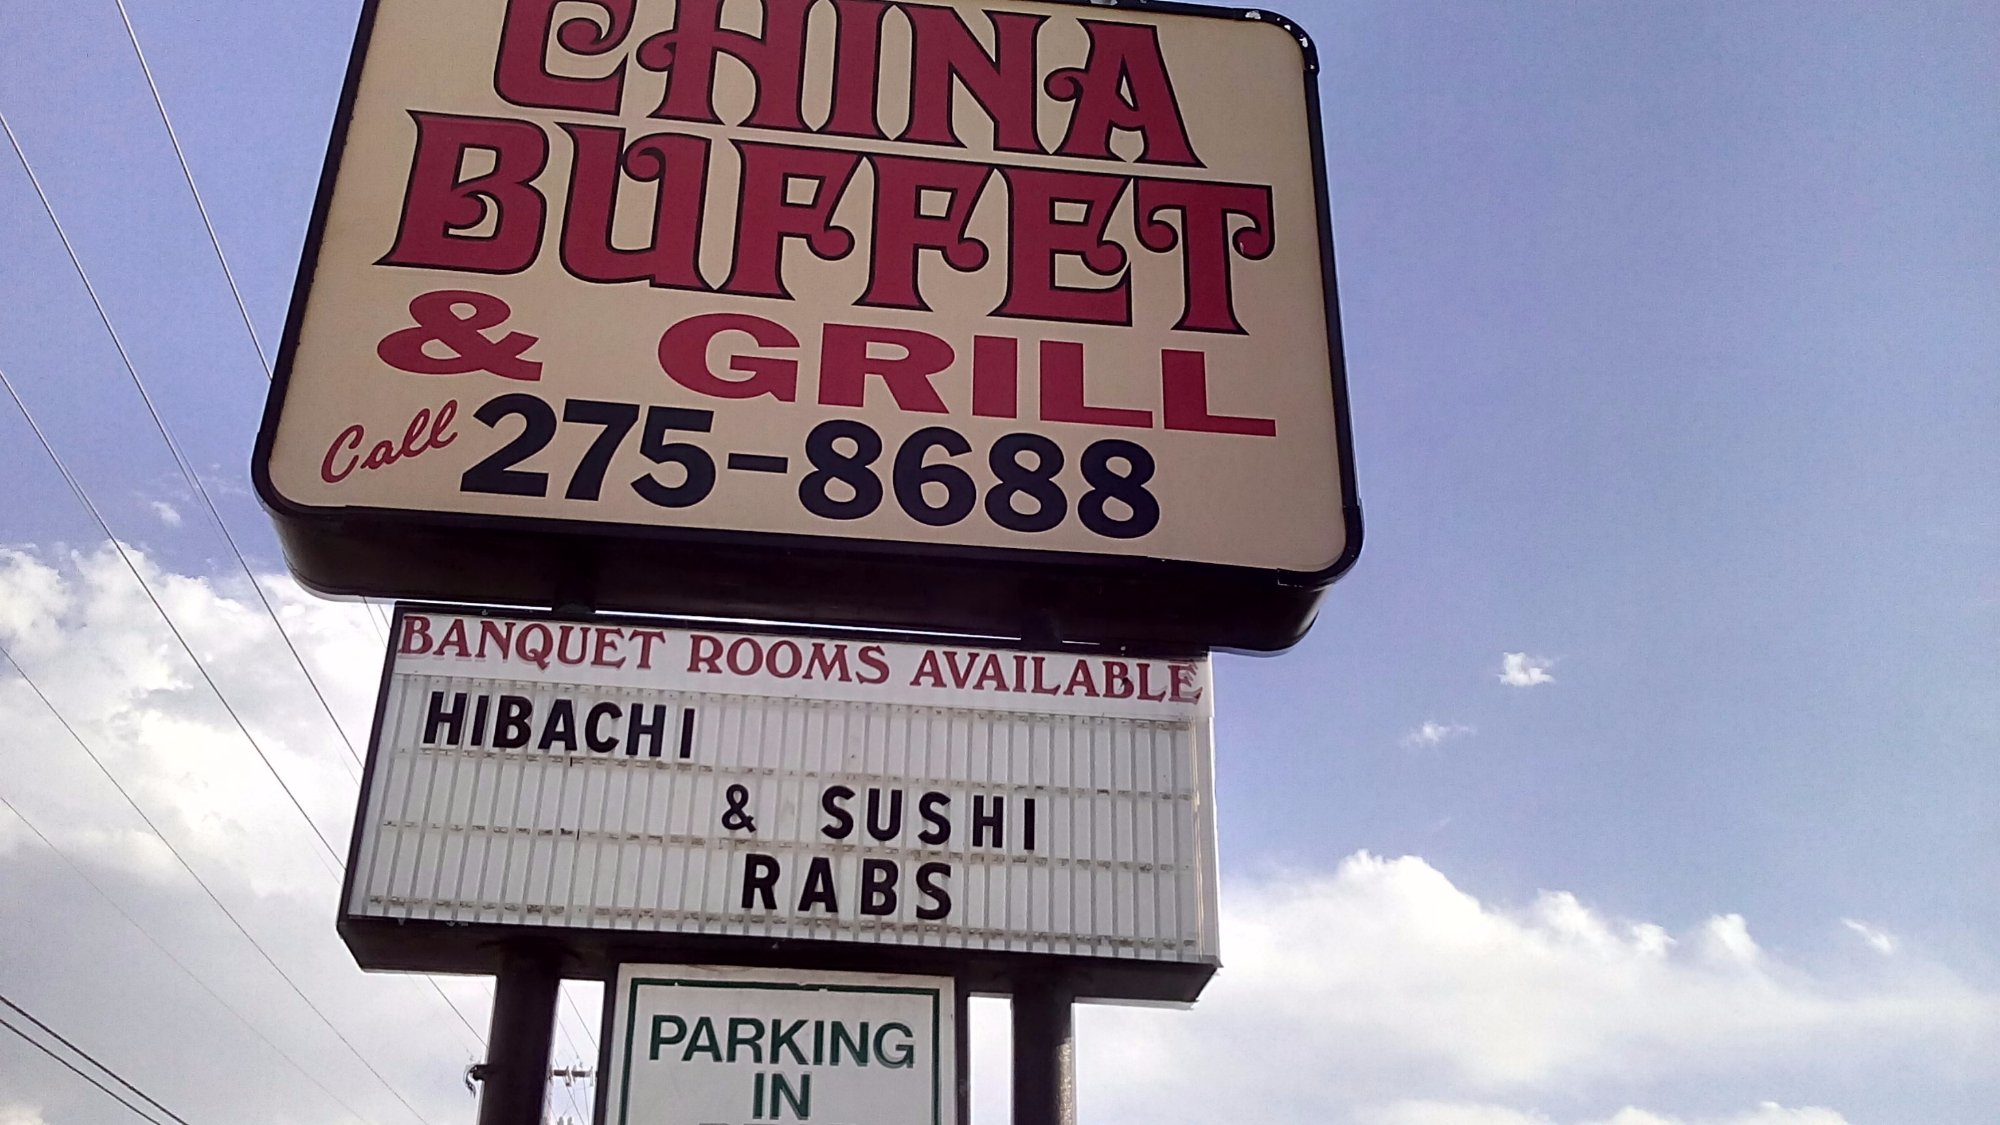 CHINA
BUFFET
& GRILL
Call 275-8688
BANQUET ROOMS AVAILABLE
HIBACHI
& SUSHI
RABS
PARKING
IN